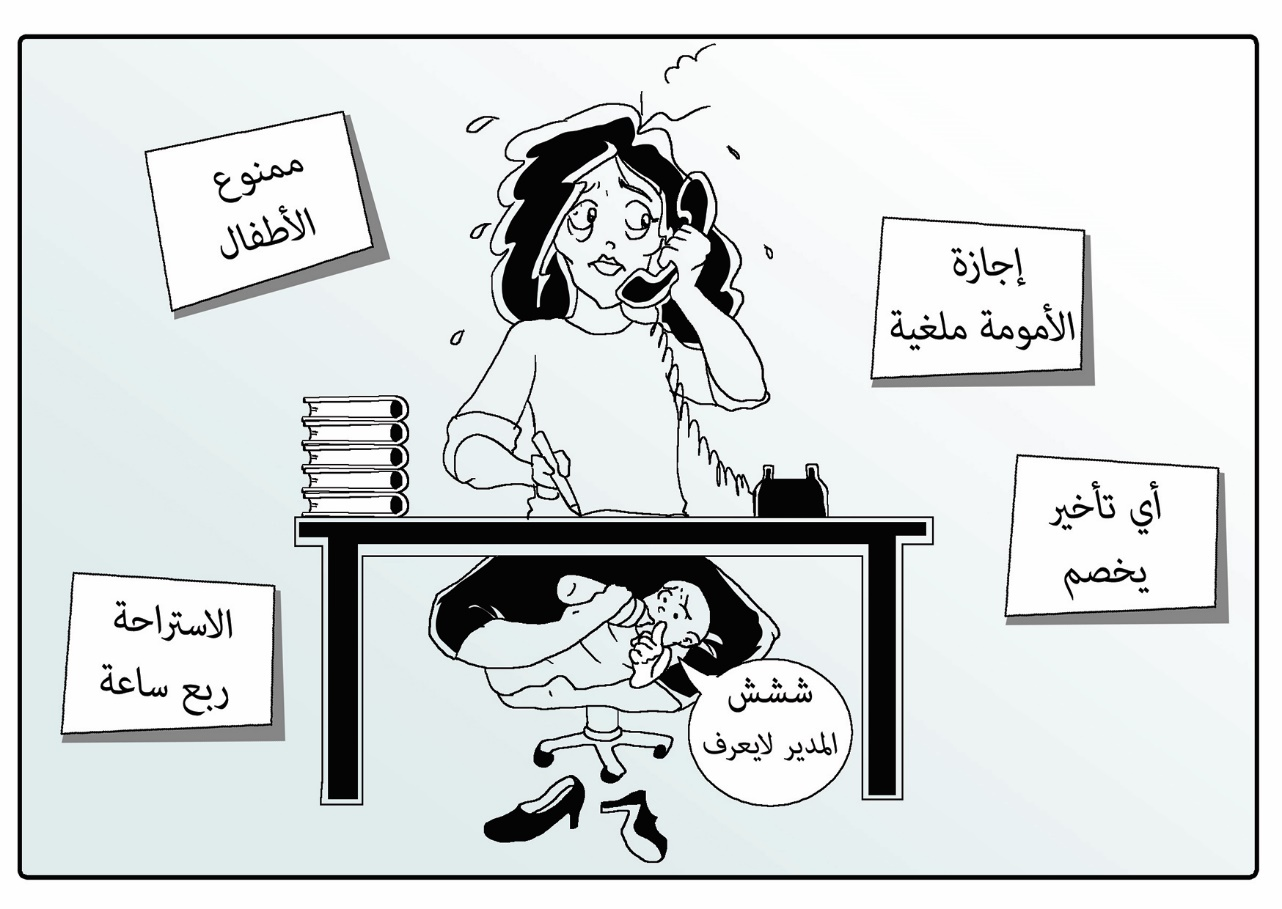 ممنوع
الأطفال
إجازة
الأمومة ملغية
أي تأخير
يخصم
الاستراحة
ربع ساعة
ششش
المدير لايعرف